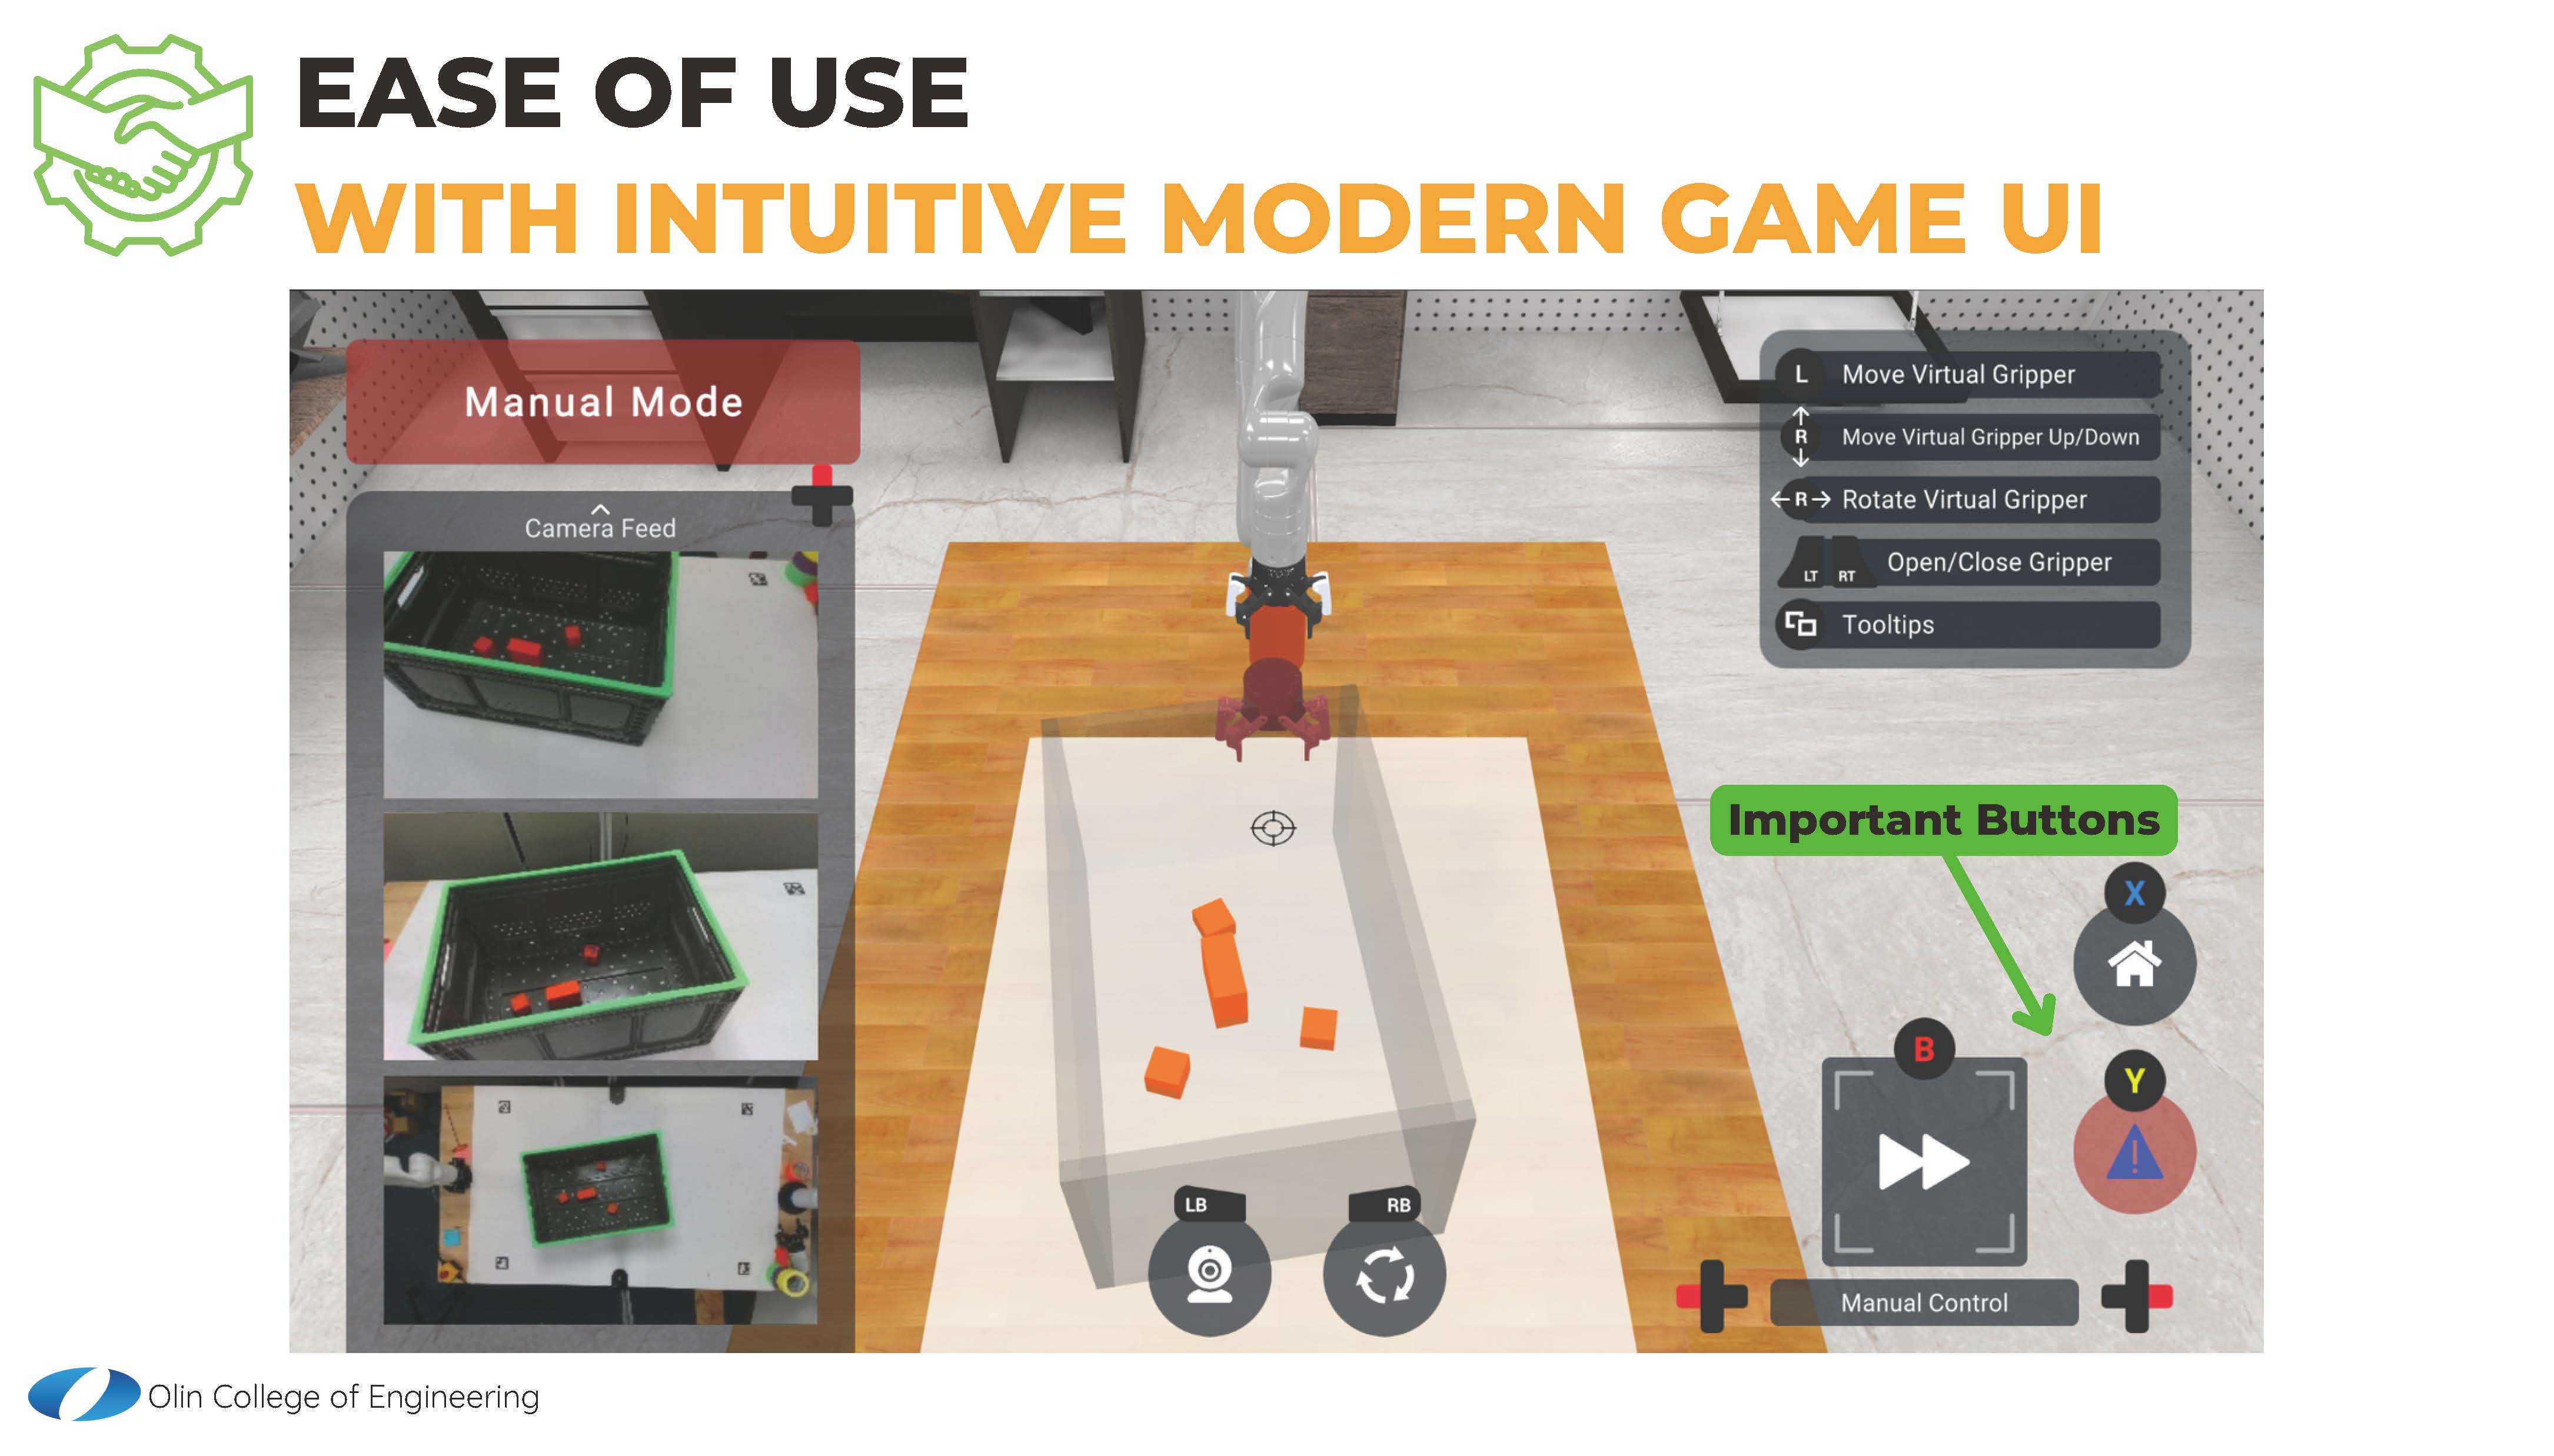 EASE OF USE
WITH INTUITIVE MODERN GAME UI
Manual Mode
Camera Feed
L Move Virtual Gripper
R Move Virtual Gripper Up/Down
R Rotate Virtual Gripper
LT RT Open/Close Gripper
Tooltips
Important Buttons
X
B
Y
LB
RB
Manual Control
Olin College of Engineering